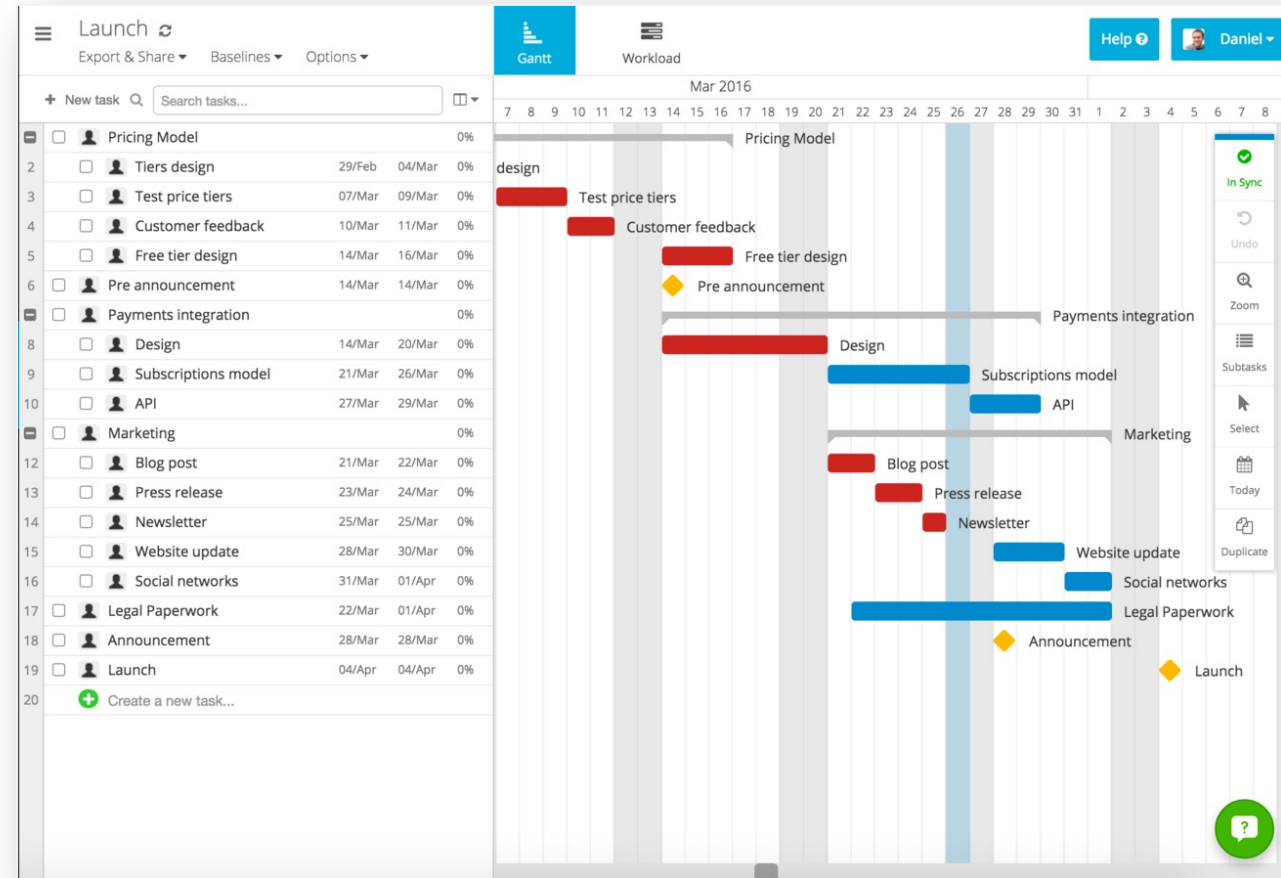 Launch
Export & Share Baselines Options
Gantt
Workload
Help
Daniel
New task Search tasks...
Mar 2016
7 8 9 10 11 12 13 14 15 16 17 18 19 20 21 22 23 24 25 26 27 28 29 30 31 1 2 3 4 5 6 7 8
Pricing Model 0%
2 Tiers design 29/Feb 04/Mar 0%
3 Test price tiers 07/Mar 09/Mar 0%
4 Customer feedback 10/Mar 11/Mar 0%
5 Free tier design 14/Mar 16/Mar 0%
6 Pre announcement 14/Mar 14/Mar 0%
Payments integration 0%
8 Design 14/Mar 20/Mar 0%
9 Subscriptions model 21/Mar 26/Mar 0%
10 API 27/Mar 29/Mar 0%
Marketing 0%
12 Blog post 21/Mar 22/Mar 0%
13 Press release 23/Mar 24/Mar 0%
14 Newsletter 25/Mar 25/Mar 0%
15 Website update 28/Mar 30/Mar 0%
16 Social networks 31/Mar 01/Apr 0%
17 Legal Paperwork 22/Mar 01/Apr 0%
18 Announcement 28/Mar 28/Mar 0%
19 Launch 04/Apr 04/Apr 0%
20 Create a new task...
Pricing Model
design
Test price tiers
Customer feedback
Free tier design
Pre announcement
Payments integration
Design
Subscriptions model
API
Marketing
Blog post
Press release
Newsletter
Website update
Social networks
Legal Paperwork
Announcement
Launch
In Sync
Undo
Zoom
Subtasks
Select
Today
Duplicate